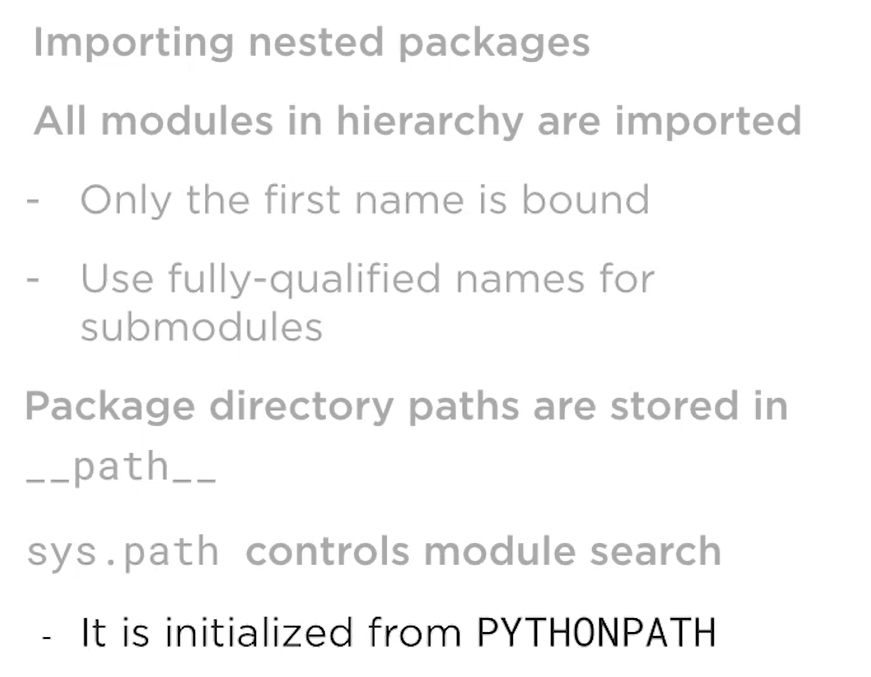 Importing nested packages
All modules in hierarchy are imported
- Only the first name is bound
- Use fully-qualified names for
submodules
Package directory paths are stored in
__path__
sys.path controls module search
- It is initialized from PYTHONPATH